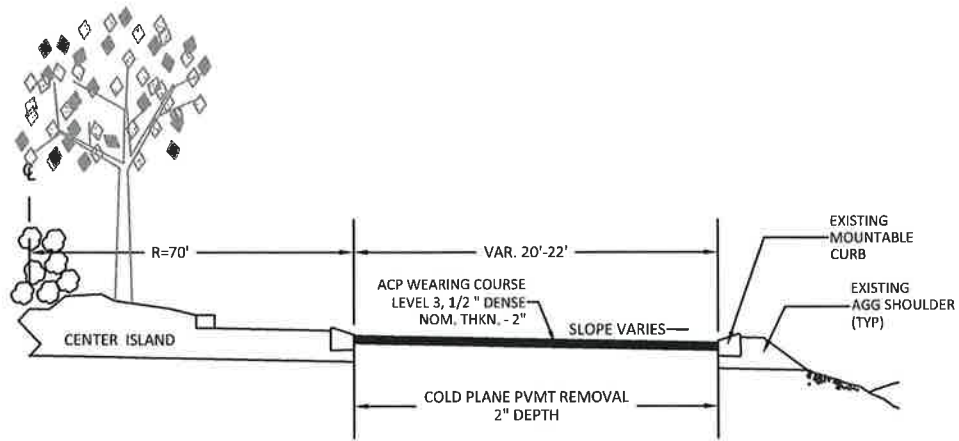 ℄
R=70'
VAR. 20'-22'
EXISTING
MOUNTABLE
CURB
ACP WEARING COURSE
LEVEL 3, 1/2 " DENSE
NOM. THKN. - 2"
SLOPE VARIES
EXISTING
AGG SHOULDER
(TYP)
CENTER ISLAND
COLD PLANE PVMT REMOVAL
2" DEPTH